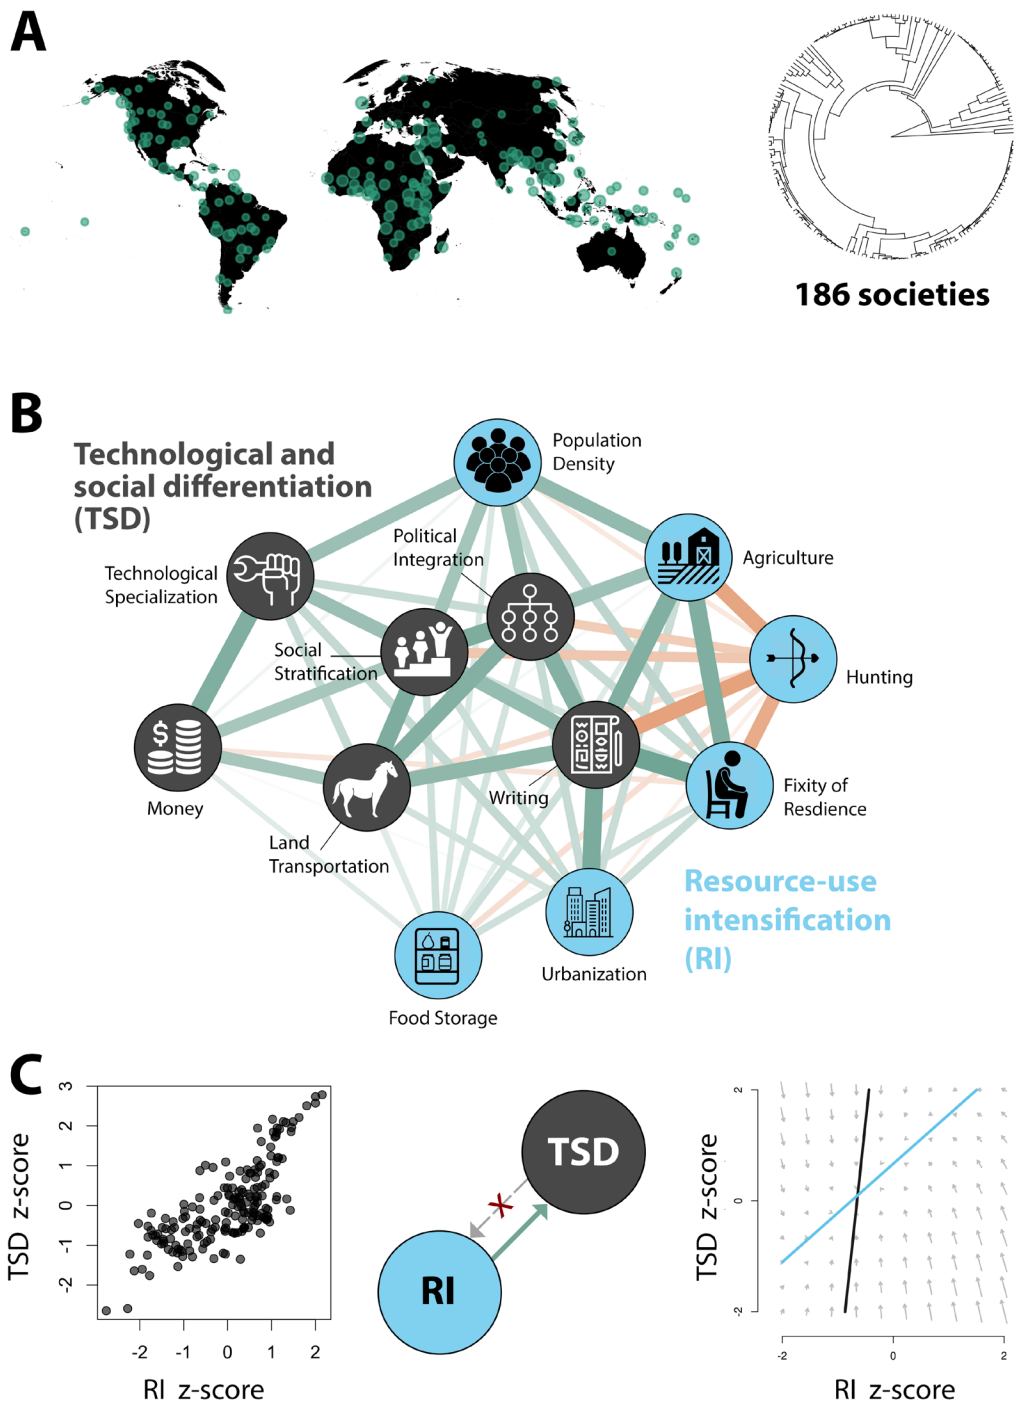 A
186 societies
B
Technological and
social differentiation
(TSD)
Population
Density
Political
Integration
Agriculture
Technological
Specialization
Social
Stratification
Hunting
$
Money
Writing
Fixity of
Resdience
Land
Transportation
Resource-use
intensification
(RI)
Urbanization
Food Storage
C
TSD z-score
3
2
1
0
-1
-2
-2 -1 0 1 2
RI z-score
TSD
X
RI
TSD z-score
2
0
-2
-2 0 2
RI z-score